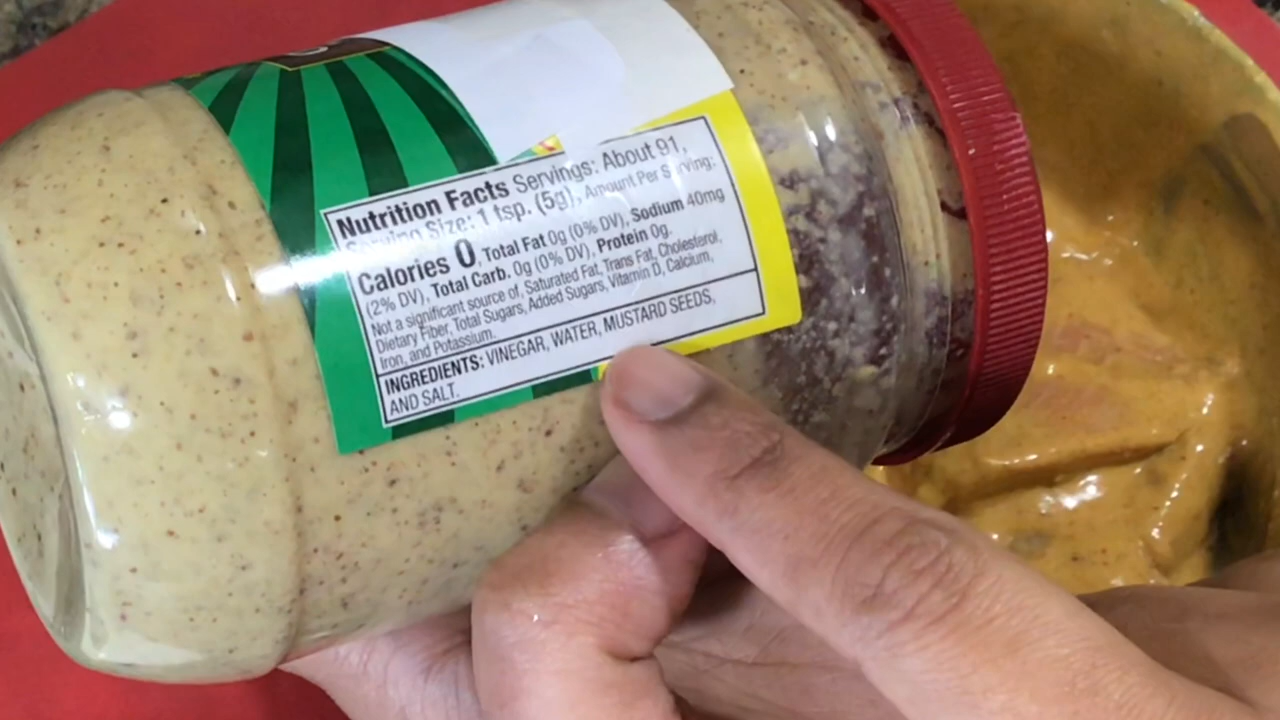 Nutrition Facts Servings: About 91,
Serving Size: 1 tsp. (5g), Amount Per Serving:
Calories 0, Total Fat 0g (0% DV), Sodium 40mg
(2% DV), Total Carb. 0g (0% DV), Protein 0g.
Not a significant source of, Saturated Fat, Trans Fat, Cholesterol,
Dietary Fiber, Total Sugars, Added Sugars, Vitamin D, Calcium,
Iron, and Potassium.
INGREDIENTS: VINEGAR, WATER, MUSTARD SEEDS,
AND SALT.